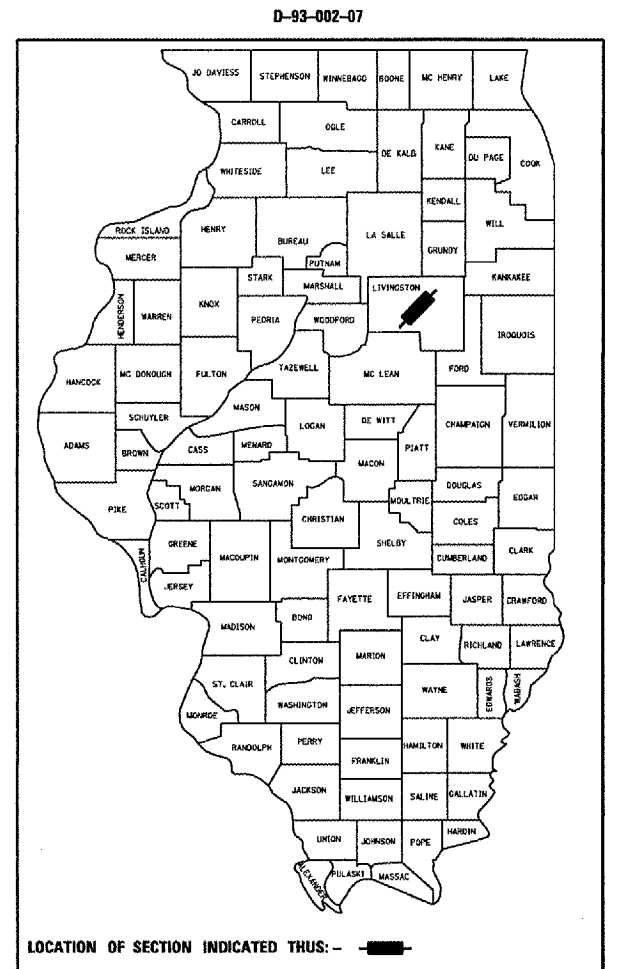 D-93-002-07
JO DAVIESS STEPHENSON WINNEBAGO BOONE MC HENRY LAKE
CARROLL OGLE
DE KALB KANE DU PAGE COOK
WHITESIDE LEE
KENDALL WILL
ROCK ISLAND HENRY BUREAU LA SALLE GRUNDY
MERCER PUTNAM
STARK MARSHALL LIVINGSTON KANKAKEE
HENDERSON WARREN KNOX PEORIA WOODFORD IROQUOIS
HANCOCK MC DONOUGH FULTON TAZEWELL MC LEAN FORD
SCHUYLER MASON LOGAN DE WITT CHAMPAIGN VERMILION
ADAMS BROWN CASS MENARD MACON PIATT
PIKE SCOTT MORGAN SANGAMON CHRISTIAN MOULTRIE DOUGLAS EDGAR
COLES
CALHOUN GREENE MACOUPIN MONTGOMERY SHELBY CUMBERLAND CLARK
JERSEY
FAYETTE EFFINGHAM JASPER CRAWFORD
MADISON BOND
CLAY RICHLAND LAWRENCE
CLINTON MARION
ST. CLAIR WASHINGTON JEFFERSON WAYNE EDWARDS WABASH
MONROE
RANDOLPH PERRY HAMILTON WHITE
FRANKLIN
JACKSON WILLIAMSON SALINE GALLATIN
UNION JOHNSON POPE HARDIN
ALEXANDER PULASKI MASSAC
LOCATION OF SECTION INDICATED THUS: -